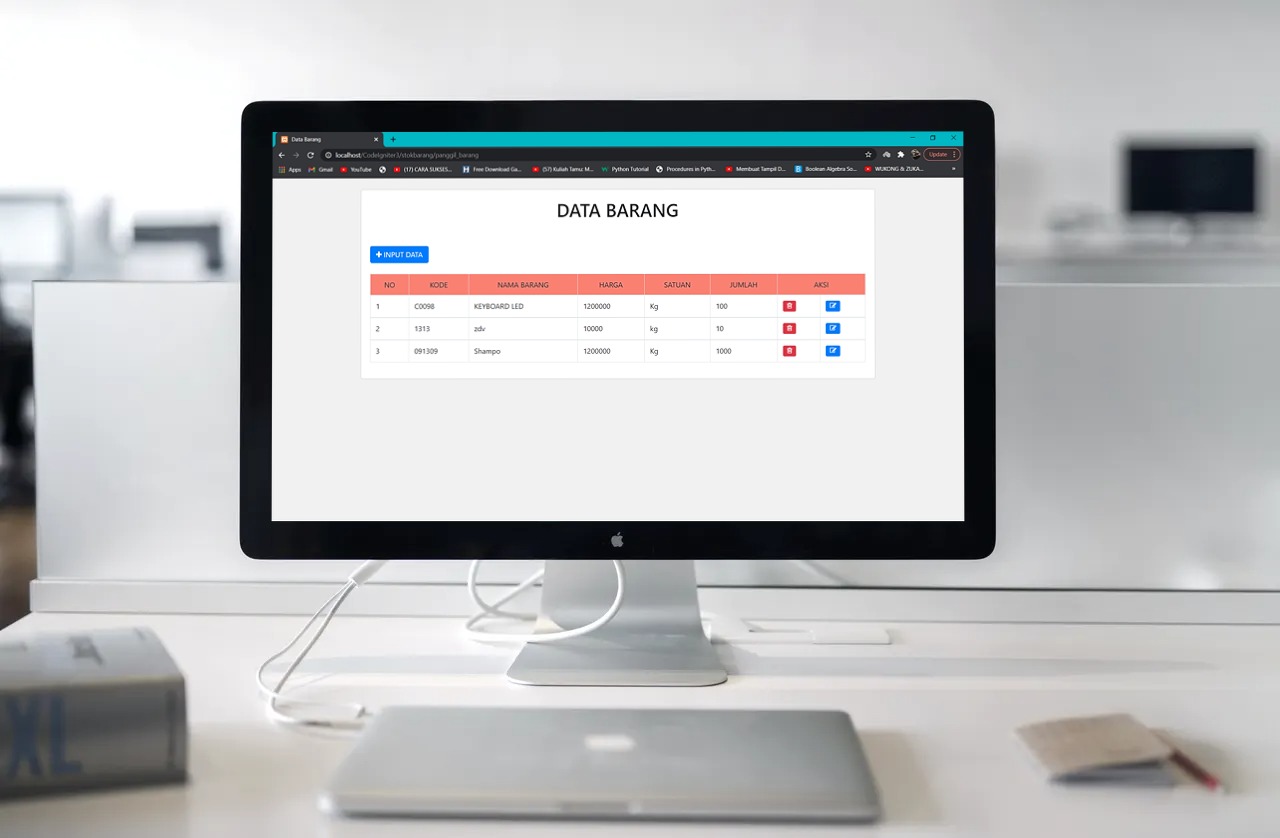 Data Barang
localhost/CodeIgniter3/stokbarang/panggil_barang
Update
Apps Gmail YouTube (17) CARA SUKSES... Free Download Ga... (57) Kuliah Tamu: M... Python Tutorial Procedures in Pyth... Membuat Tampil D... Boolean Algebra So... WUKONG & ZUKA...
DATA BARANG
INPUT DATA
NO KODE NAMA BARANG HARGA SATUAN JUMLAH AKSI
1 C0098 KEYBOARD LED 1200000 Kg 100
2 1313 zdv 10000 kg 10
3 091309 Shampo 1200000 Kg 1000
XL